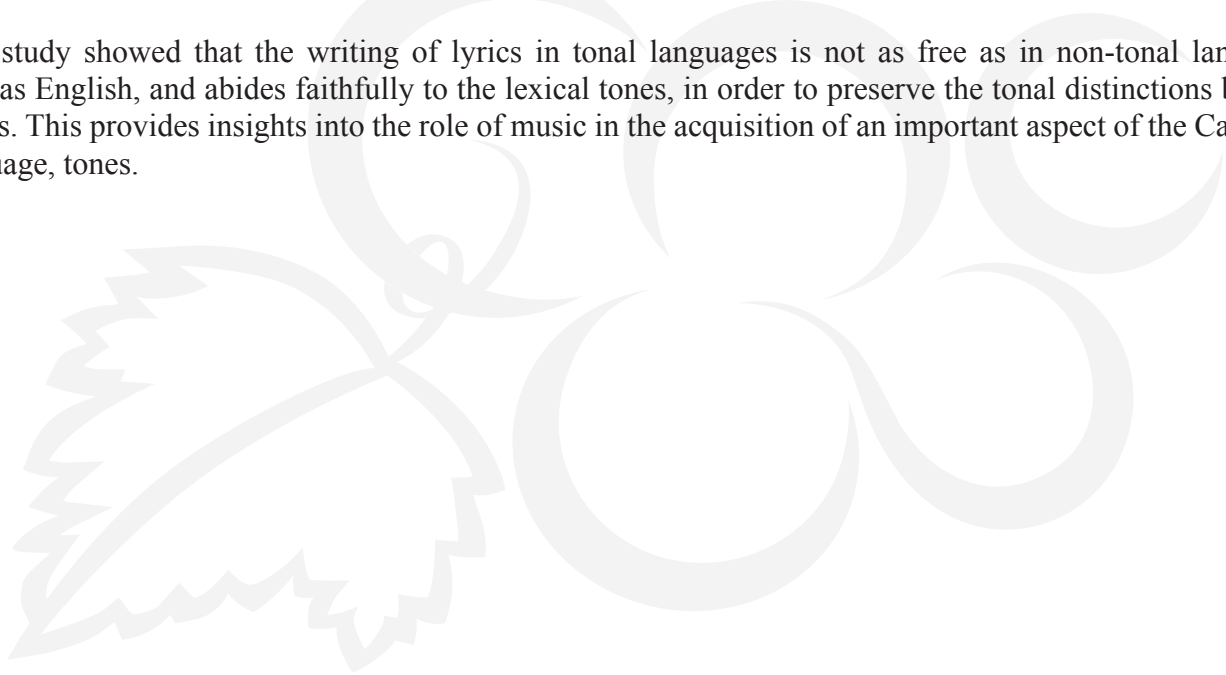 study showed that the writing of lyrics in tonal languages is not as free as in non-tonal
as English, and abides faithfully to the lexical tones, in order to preserve the tonal distinctions
This provides insights into the role of music in the acquisition of an important aspect of the
tones.